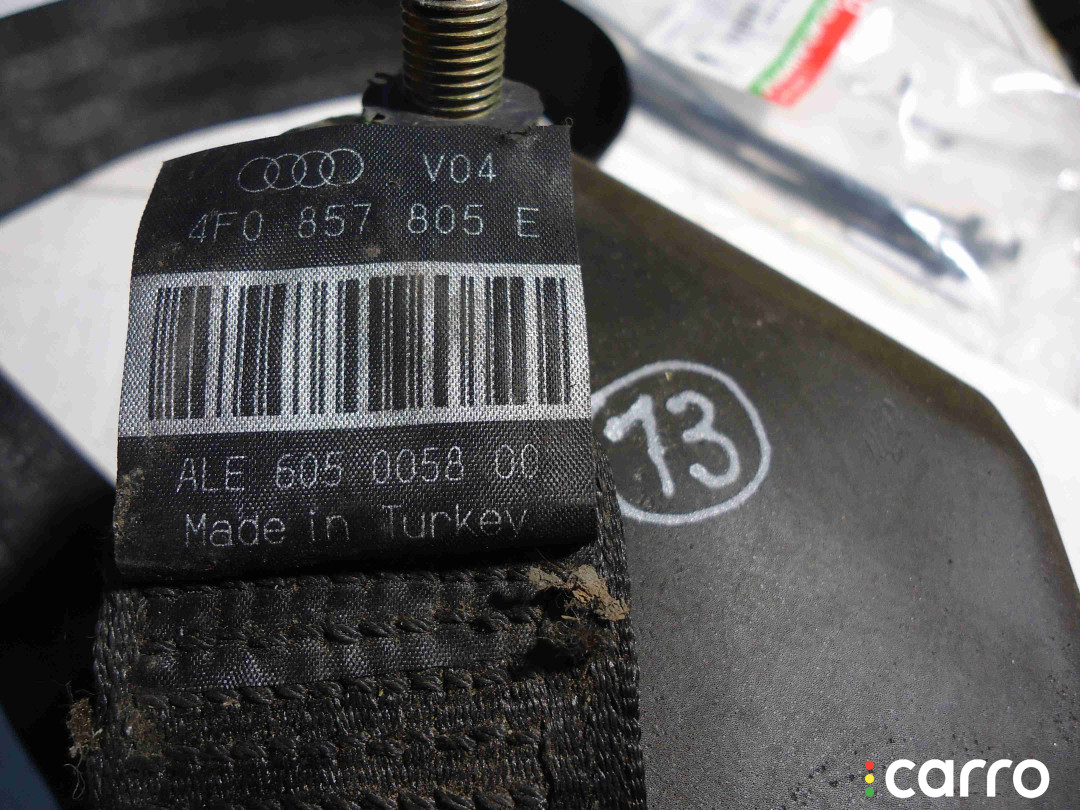 V04
4F0 857 805 E
ALE 605 0058 00
Made in Turkey
73
carro